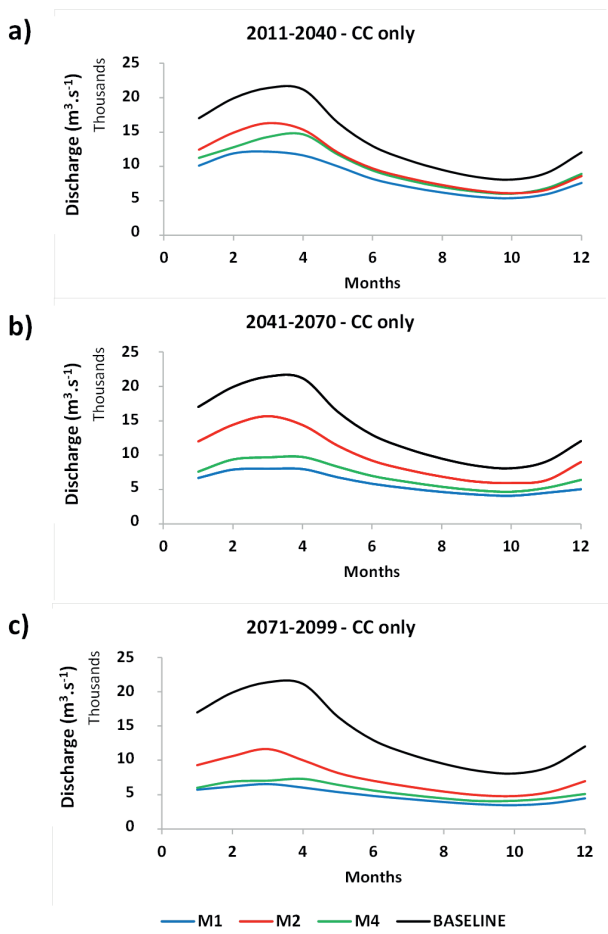 a)
2011-2040 - CC only
Discharge (m³.s⁻¹)
Thousands
25
20
15
10
5
0
0 2 4 6 8 10 12
Months
b)
2041-2070 - CC only
Discharge (m³.s⁻¹)
Thousands
25
20
15
10
5
0
0 2 4 6 8 10 12
Months
c)
2071-2099 - CC only
Discharge (m³.s⁻¹)
Thousands
25
20
15
10
5
0
0 2 4 6 8 10 12
Months
M1 M2 M4 BASELINE